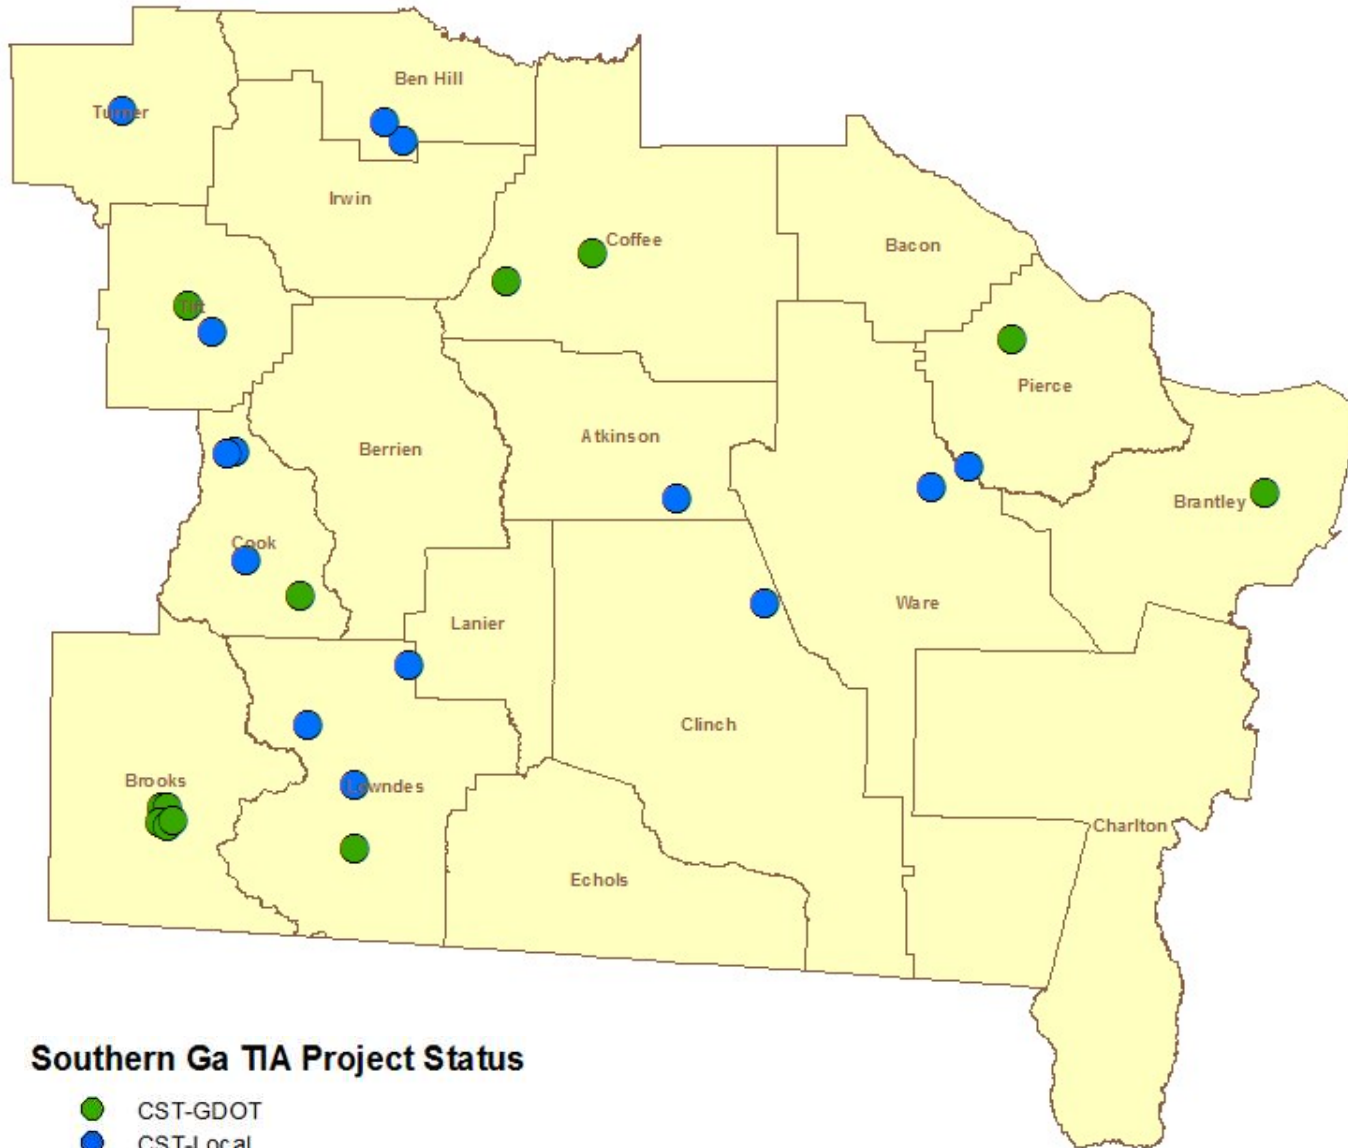 Ben Hill
Turner
Irwin
Coffee
Bacon
Tift
Pierce
Atkinson
Berrien
Brantley
Cook
Ware
Lanier
Clinch
Brooks
Lowndes
Charlton
Echols
Southern Ga TIA Project Status
CST-GDOT
CST-Local